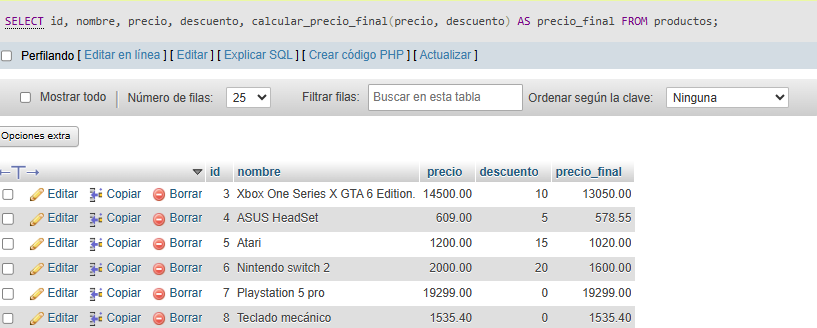 SELECT id, nombre, precio, descuento, calcular_precio_final(precio, descuento) AS precio_final FROM productos;
Perfilando [ Editar en línea ] [ Editar ] [ Explicar SQL ] [ Crear código PHP ] [ Actualizar ]
Mostrar todo Número de filas: 25 Filtrar filas: Buscar en esta tabla Ordenar según la clave: Ninguna
Opciones extra
←T→ id nombre precio descuento precio_final
Editar Copiar Borrar 3 Xbox One Series X GTA 6 Edition. 14500.00 10 13050.00
Editar Copiar Borrar 4 ASUS HeadSet 609.00 5 578.55
Editar Copiar Borrar 5 Atari 1200.00 15 1020.00
Editar Copiar Borrar 6 Nintendo switch 2 2000.00 20 1600.00
Editar Copiar Borrar 7 Playstation 5 pro 19299.00 0 19299.00
Editar Copiar Borrar 8 Teclado mecánico 1535.40 0 1535.40